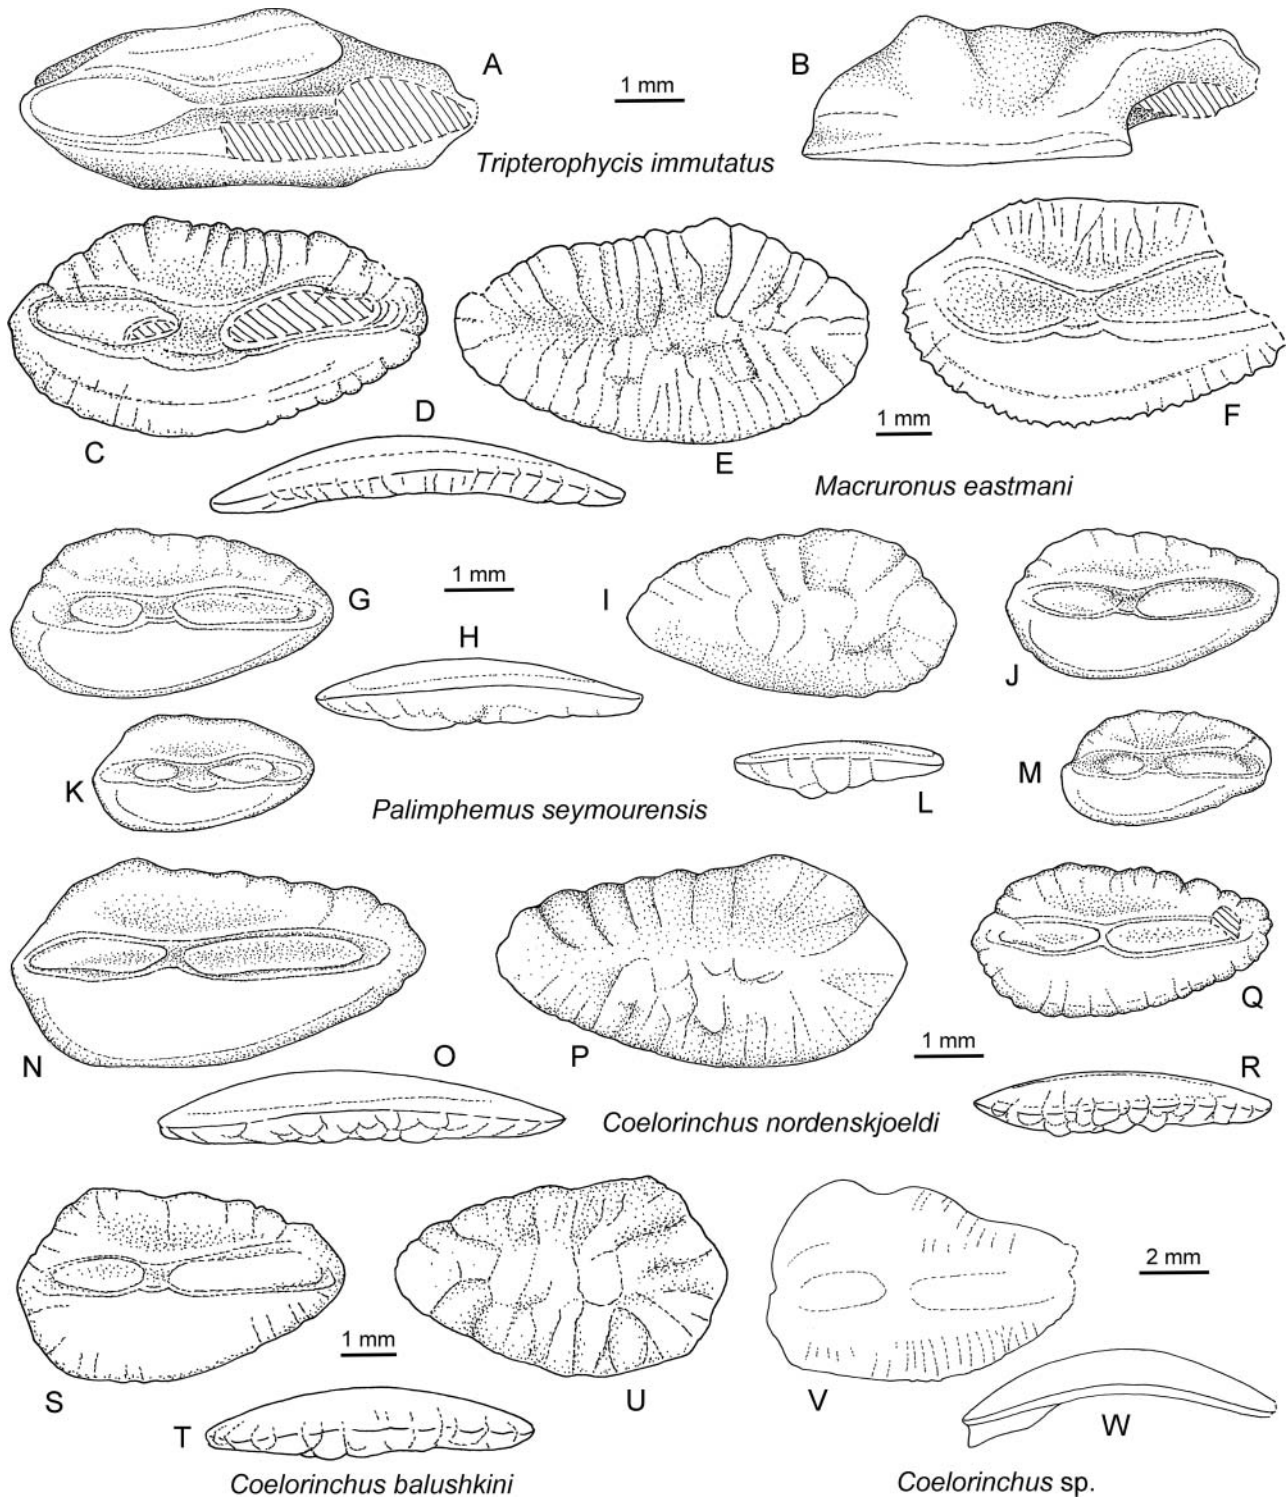 A
1 mm
B
Tripterophycis immutatus
C
D
E
1 mm
F
Macruronus eastmani
G
1 mm
H
I
J
K
Palimphemus seymourensis
L
M
N
O
P
1 mm
Q
R
Coelorinchus nordenskjoeldi
S
1 mm
T
U
V
2 mm
W
Coelorinchus balushkini
Coelorinchus sp.